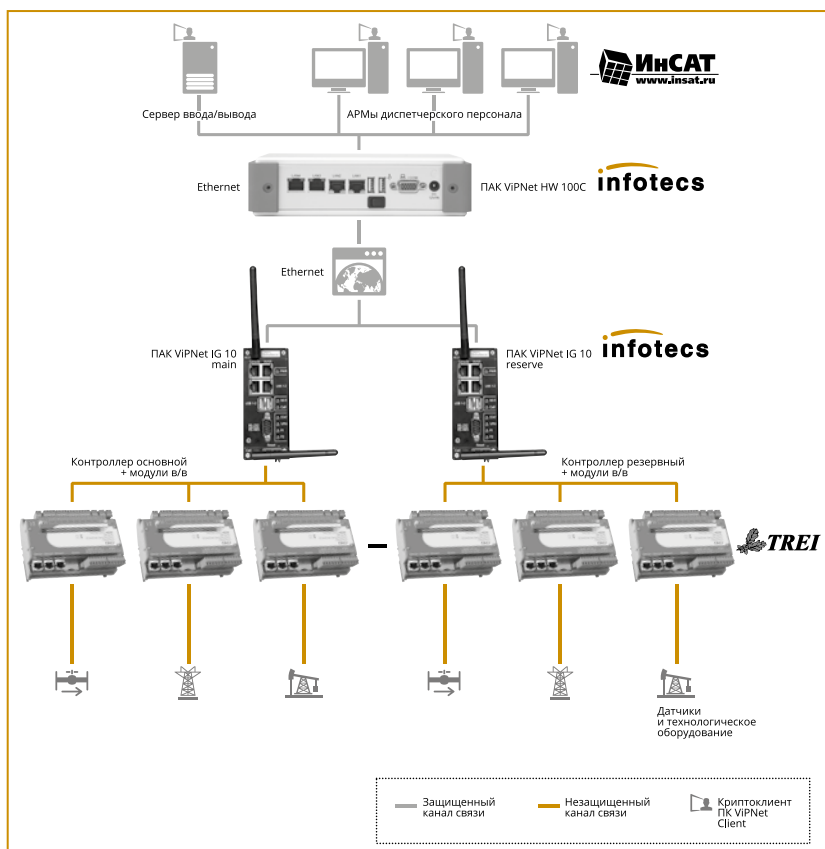 ИнСАТ
www.insat.ru
Сервер ввода/вывода
АРМы диспетчерского персонала
Ethernet
ПАК ViPNet HW 100C
infotecs
Ethernet
ПАК ViPNet IG 10
main
ПАК ViPNet IG 10
reserve
infotecs
Контроллер основной
+ модули в/в
Контроллер резервный
+ модули в/в
TREI
Датчики
и технологическое
оборудование
Защищенный
канал связи
Незащищенный
канал связи
Криптоклиент
ПК ViPNet
Client